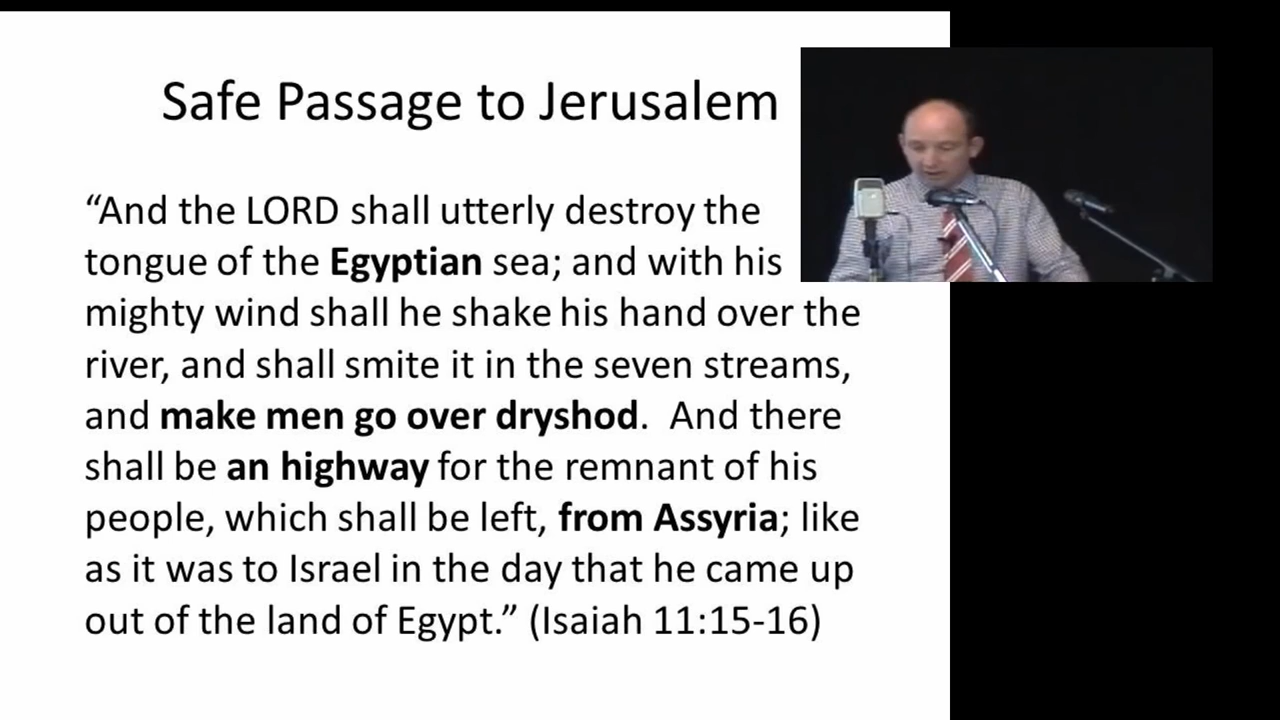 Safe Passage to Jerusalem
“And the LORD shall utterly destroy the
tongue of the Egyptian sea; and with his
mighty wind shall he shake his hand over the
river, and shall smite it in the seven streams,
and make men go over dryshod.  And there
shall be an highway for the remnant of his
people, which shall be left, from Assyria; like
as it was to Israel in the day that he came up
out of the land of Egypt.” (Isaiah 11:15-16)